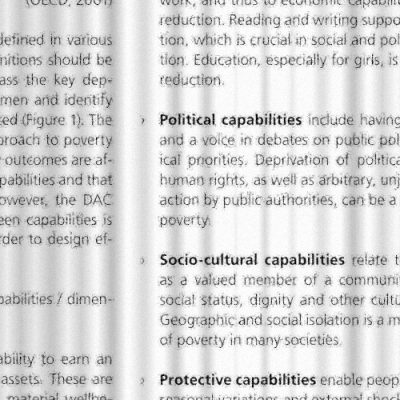 (OECD, 2001)
defined in various
nitions should be
ass the key dep-
men and identify
ed (Figure 1). The
proach to poverty
outcomes are af-
pabilities and that
owever, the DAC
een capabilities is
rder to design ef-
pabilities / dimen-
ability to earn an
assets. These are
material wellbe-
work, and thus to economic capabilit
reduction. Reading and writing suppo
tion, which is crucial in social and pol
tion. Education, especially for girls, is
reduction.
› Political capabilities include having
and a voice in debates on public pol
ical priorities. Deprivation of politica
human rights, as well as arbitrary, unj
action by public authorities, can be a
poverty.
› Socio-cultural capabilities relate t
as a valued member of a communi
social status, dignity and other cultu
Geographic and social isolation is a m
of poverty in many societies.
› Protective capabilities enable peop
seasonal variations and external shock